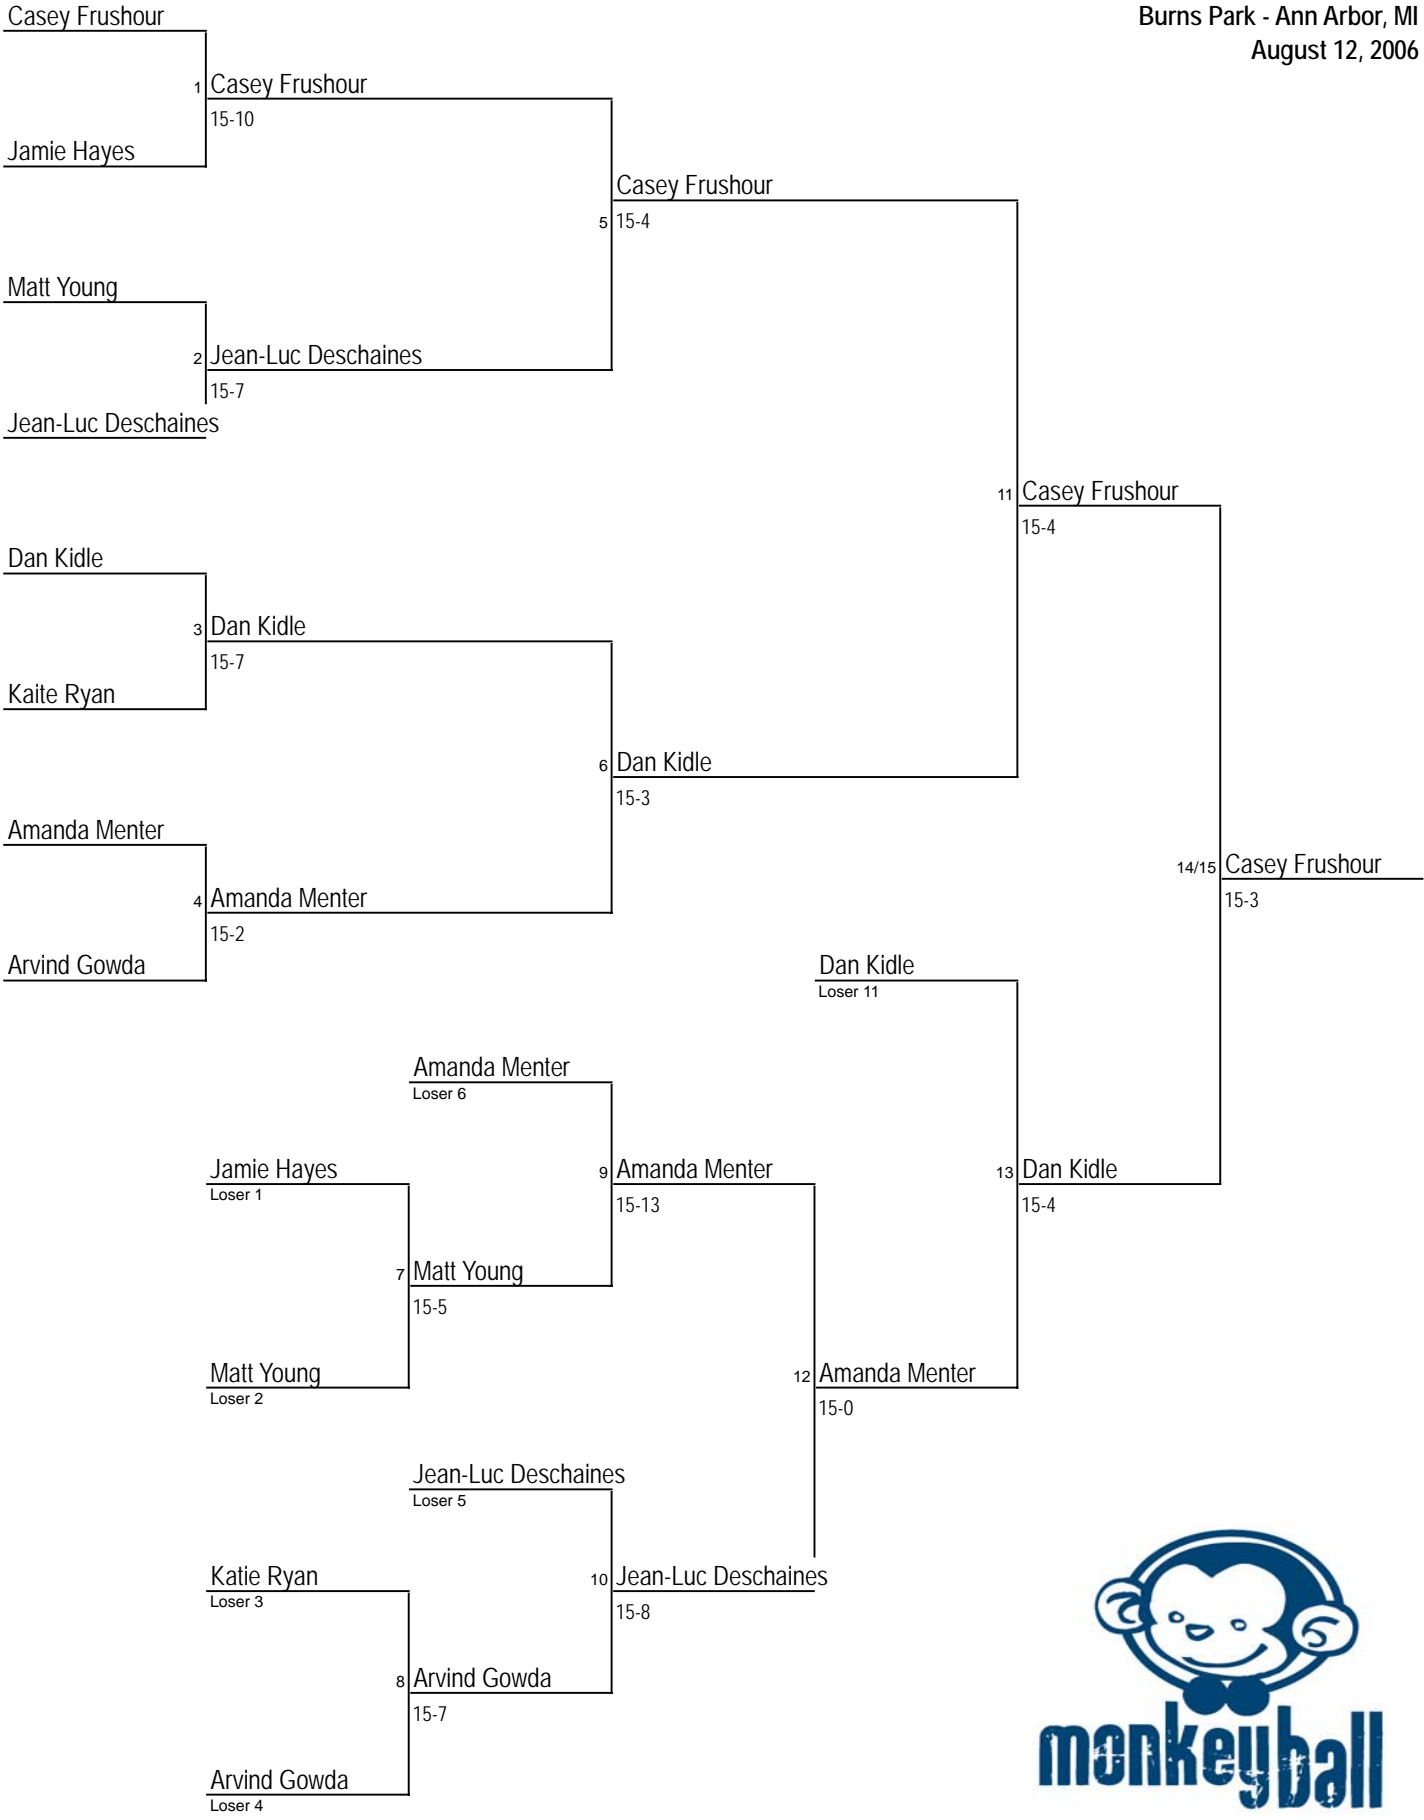 Casey Frushour
Burns Park - Ann Arbor, MI
August 12, 2006
1 Casey Frushour
15-10
Jamie Hayes
Casey Frushour
5 15-4
Matt Young
2 Jean-Luc Deschaines
15-7
Jean-Luc Deschaines
11 Casey Frushour
15-4
Dan Kidle
3 Dan Kidle
15-7
Kaite Ryan
6 Dan Kidle
15-3
Amanda Menter
14/15 Casey Frushour
15-3
4 Amanda Menter
15-2
Arvind Gowda
Dan Kidle
Loser 11
Amanda Menter
Loser 6
Jamie Hayes
Loser 1
9 Amanda Menter
15-13
13 Dan Kidle
15-4
7 Matt Young
15-5
Matt Young
Loser 2
12 Amanda Menter
15-0
Jean-Luc Deschaines
Loser 5
Katie Ryan
Loser 3
10 Jean-Luc Deschaines
15-8
8 Arvind Gowda
15-7
Arvind Gowda
Loser 4
monkeyball